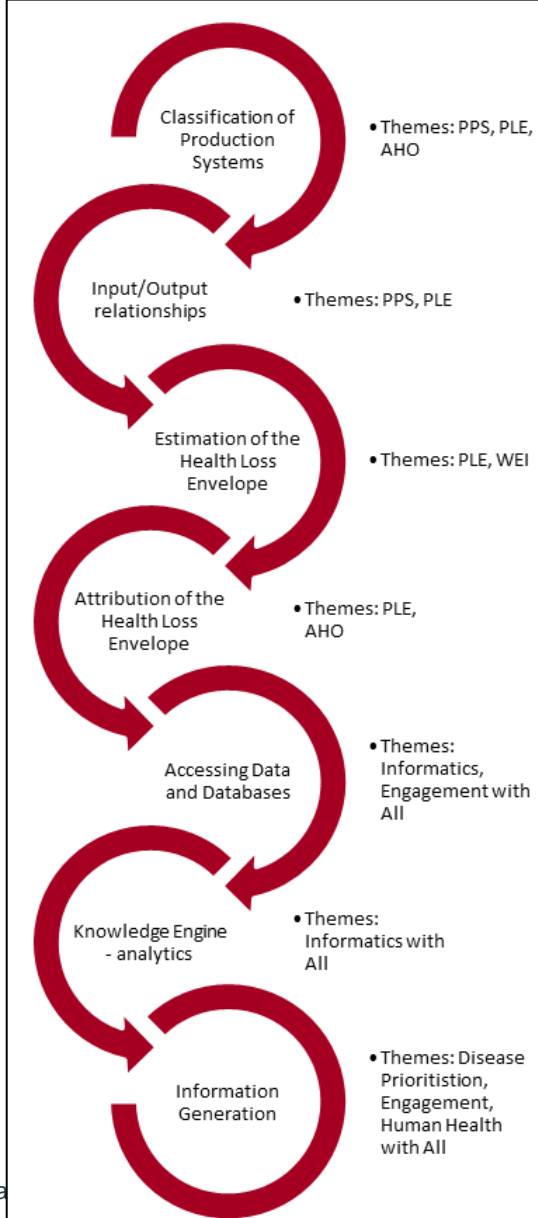 Classification of
Production
Systems
• Themes: PPS, PLE,
AHO
Input/Output
relationships
• Themes: PPS, PLE
Estimation of the
Health Loss
Envelope
• Themes: PLE, WEI
Attribution of the
Health Loss
Envelope
• Themes: PLE,
AHO
Accessing Data
and Databases
• Themes:
Informatics,
Engagement with
All
Knowledge Engine
- analytics
• Themes:
Informatics with
All
Information
Generation
• Themes: Disease
Prioritistion,
Engagement,
Human Health
with All
a